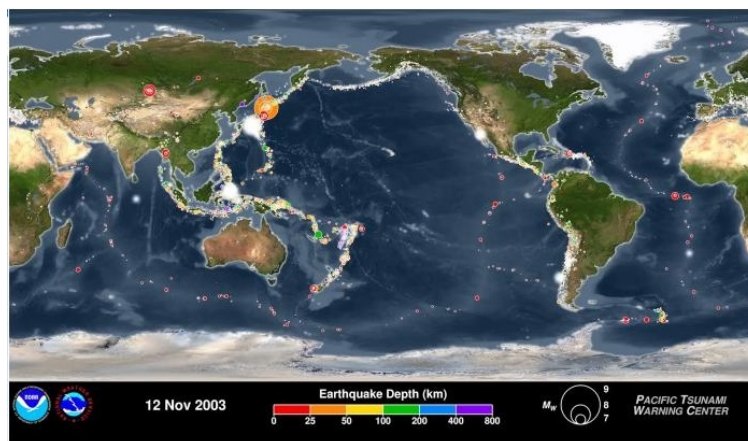 12 Nov 2003
Earthquake Depth (km)
0 25 50 100 200 400 800
Mw
9
8
7
PACIFIC TSUNAMI
WARNING CENTER